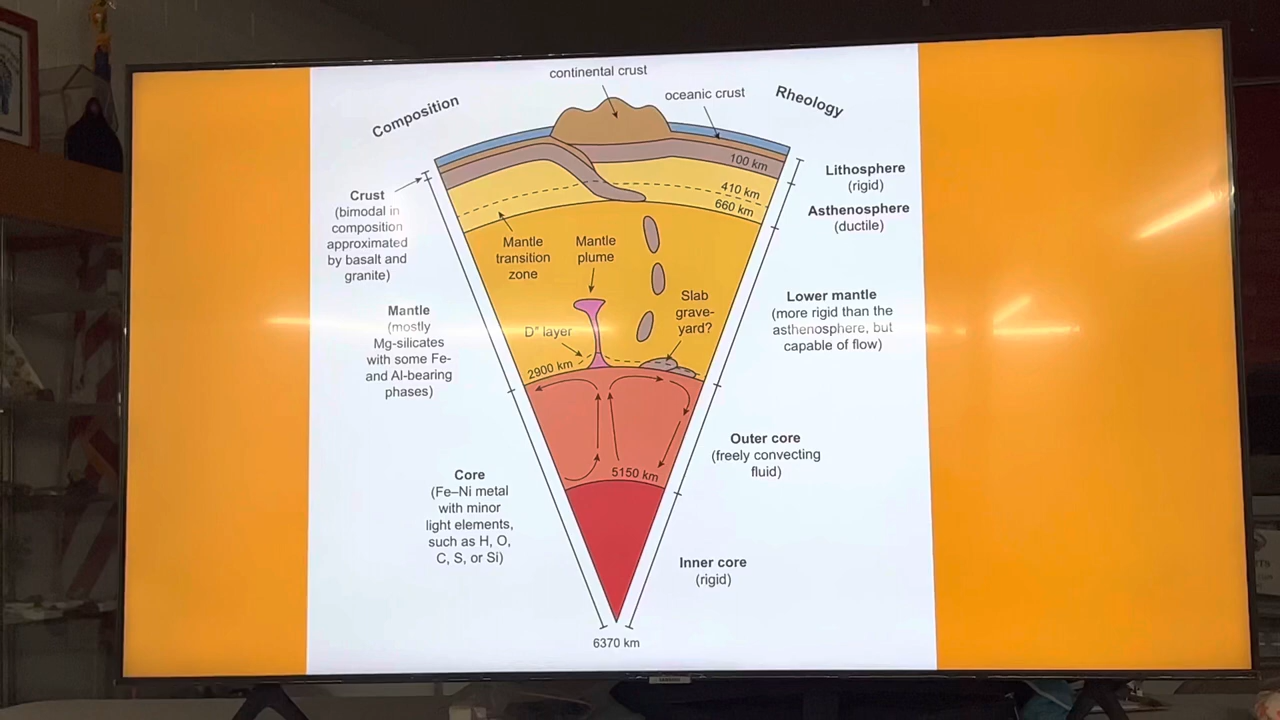 continental crust
oceanic crust
Composition
Rheology
100 km
410 km
660 km
Lithosphere
(rigid)
Asthenosphere
(ductile)
Crust
(bimodal in
composition
approximated
by basalt and
granite)
Mantle
transition
zone
Mantle
plume
Slab
grave-
yard?
D" layer
2900 km
Lower mantle
(more rigid than the
asthenosphere, but
capable of flow)
Mantle
(mostly
Mg-silicates
with some Fe-
and Al-bearing
phases)
Outer core
(freely convecting
fluid)
5150 km
Core
(Fe–Ni metal
with minor
light elements,
such as H, O,
C, S, or Si)
Inner core
(rigid)
6370 km
SAMSUNG